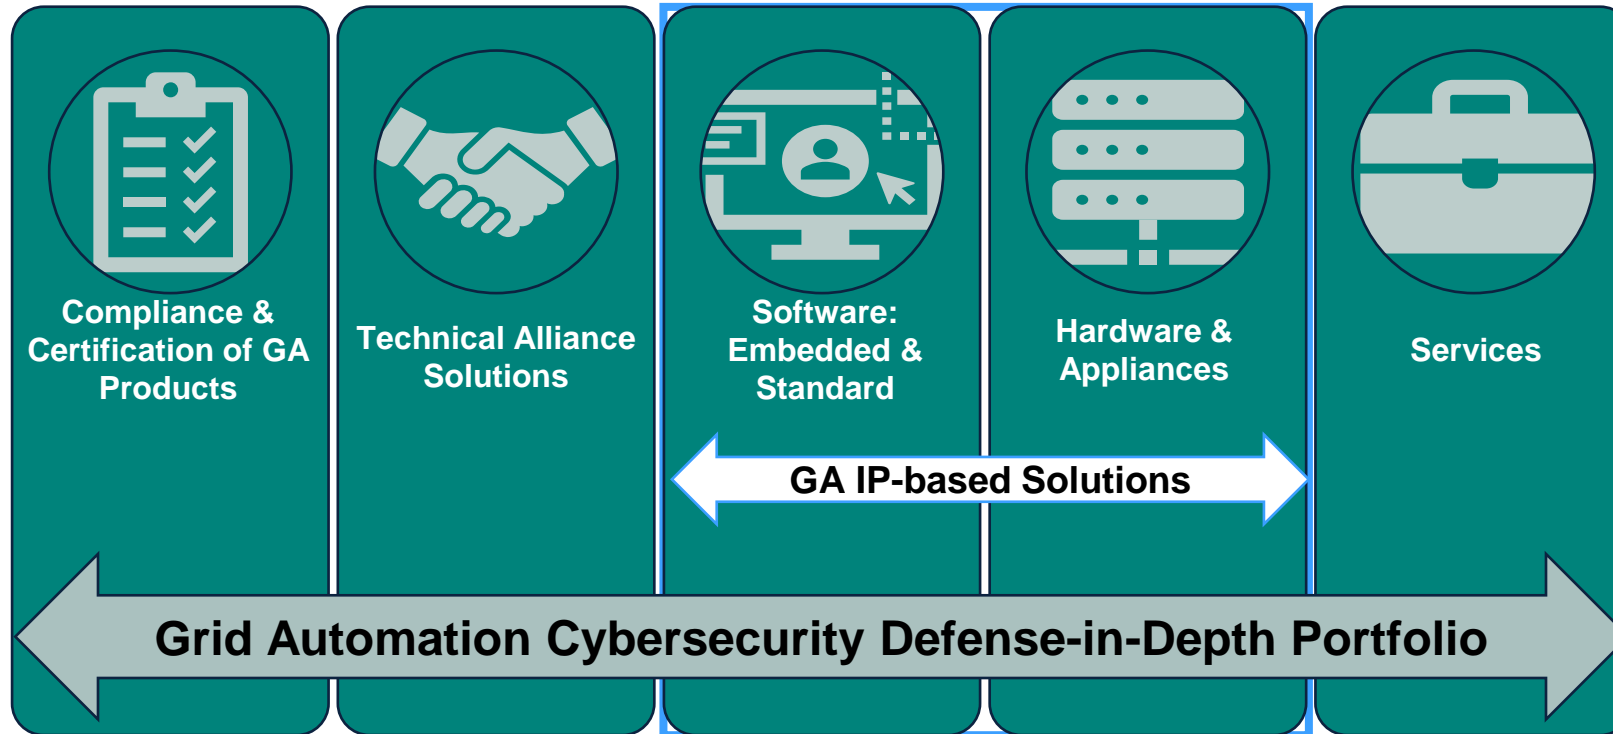 Compliance &
Certification of GA
Products
Technical Alliance
Solutions
Software:
Embedded &
Standard
Hardware &
Appliances
Services
GA IP-based Solutions
Grid Automation Cybersecurity Defense-in-Depth Portfolio